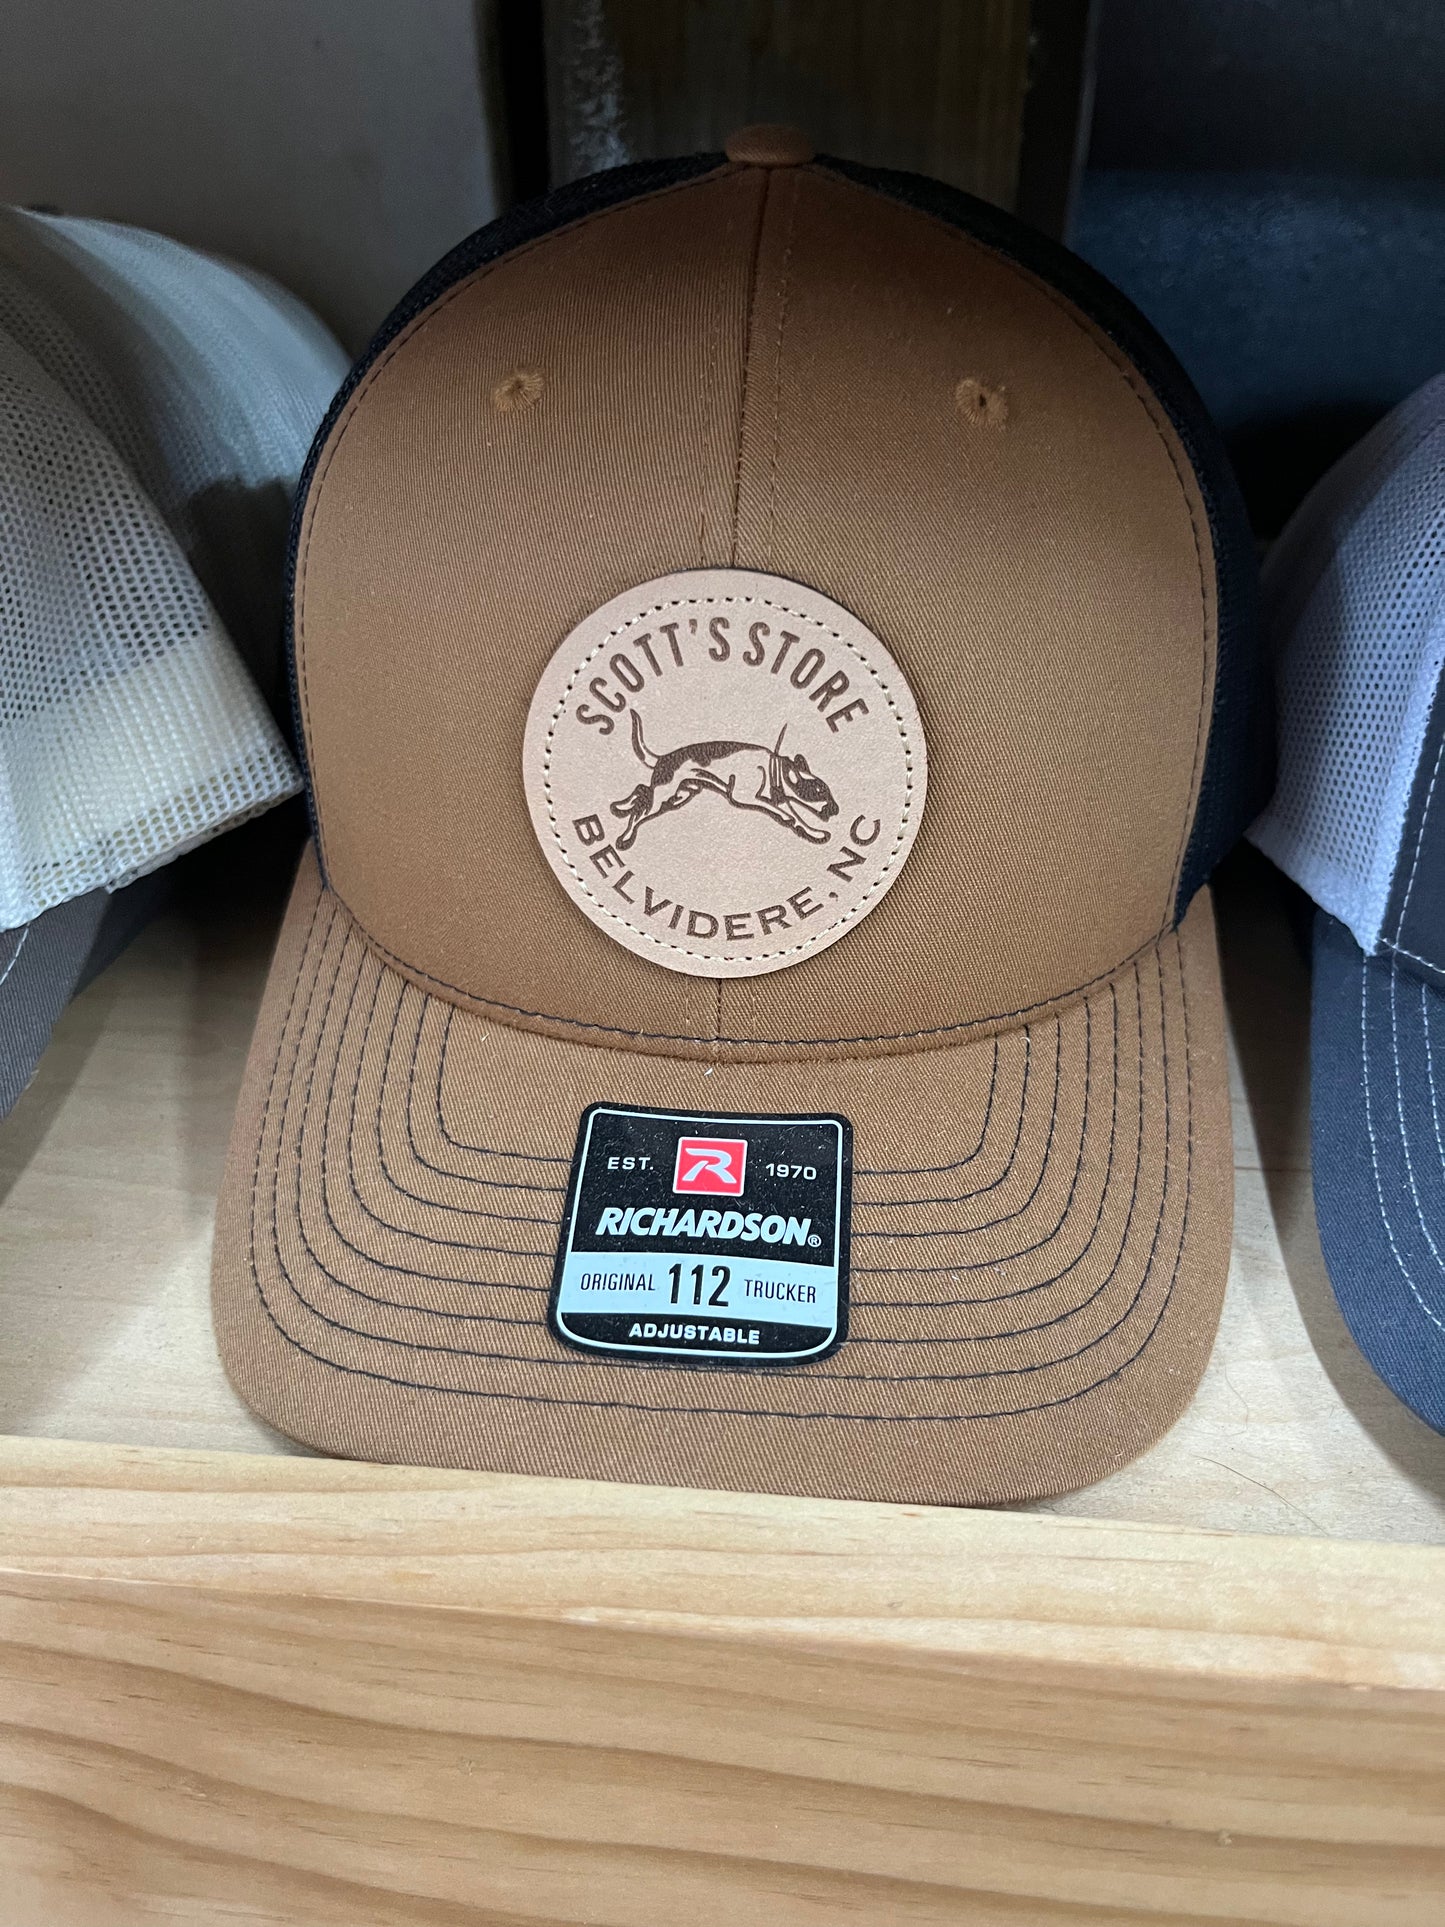 SCOTT'S STORE
BELVIDERE, NC
EST. R 1970
RICHARDSON®
ORIGINAL 112 TRUCKER
ADJUSTABLE